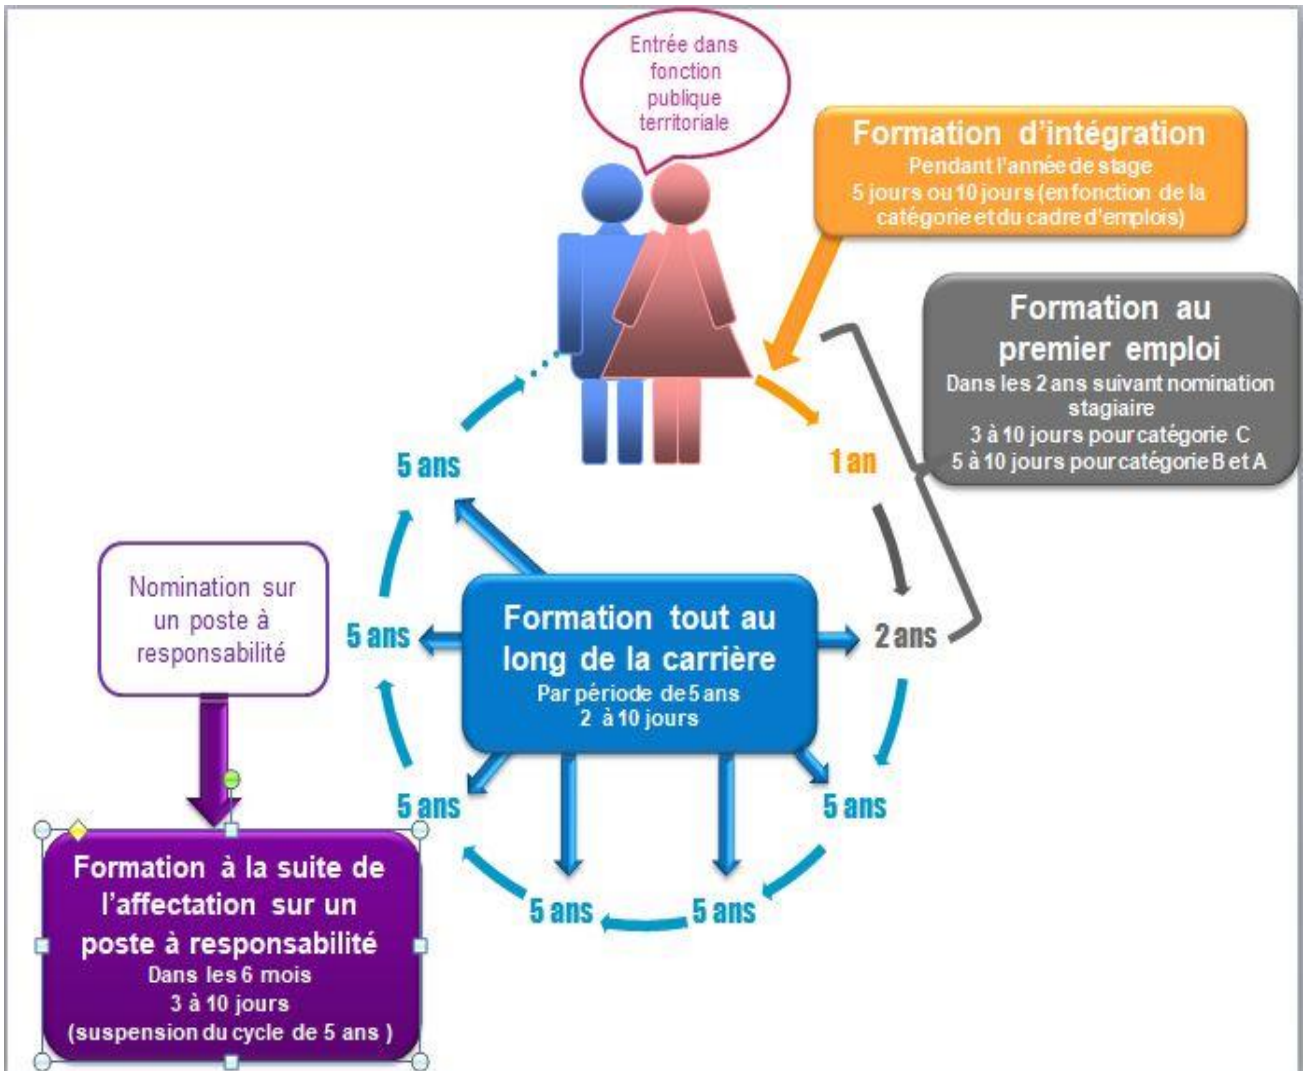 Entrée dans
fonction
publique
territoriale
Formation d'intégration
Pendant l'année de stage
5 jours ou 10 jours (en fonction de la
catégorie et du cadre d'emplois)
Formation au
premier emploi
Dans les 2 ans suivant nomination
stagiaire
3 à 10 jours pour catégorie C
5 à 10 jours pour catégorie B et A
1 an
2 ans
5 ans
5 ans
5 ans
5 ans
5 ans
5 ans
Formation tout au
long de la carrière
Par période de 5 ans
2 à 10 jours
Nomination sur
un poste à
responsabilité
Formation à la suite de
l'affectation sur un
poste à responsabilité
Dans les 6 mois
3 à 10 jours
(suspension du cycle de 5 ans )